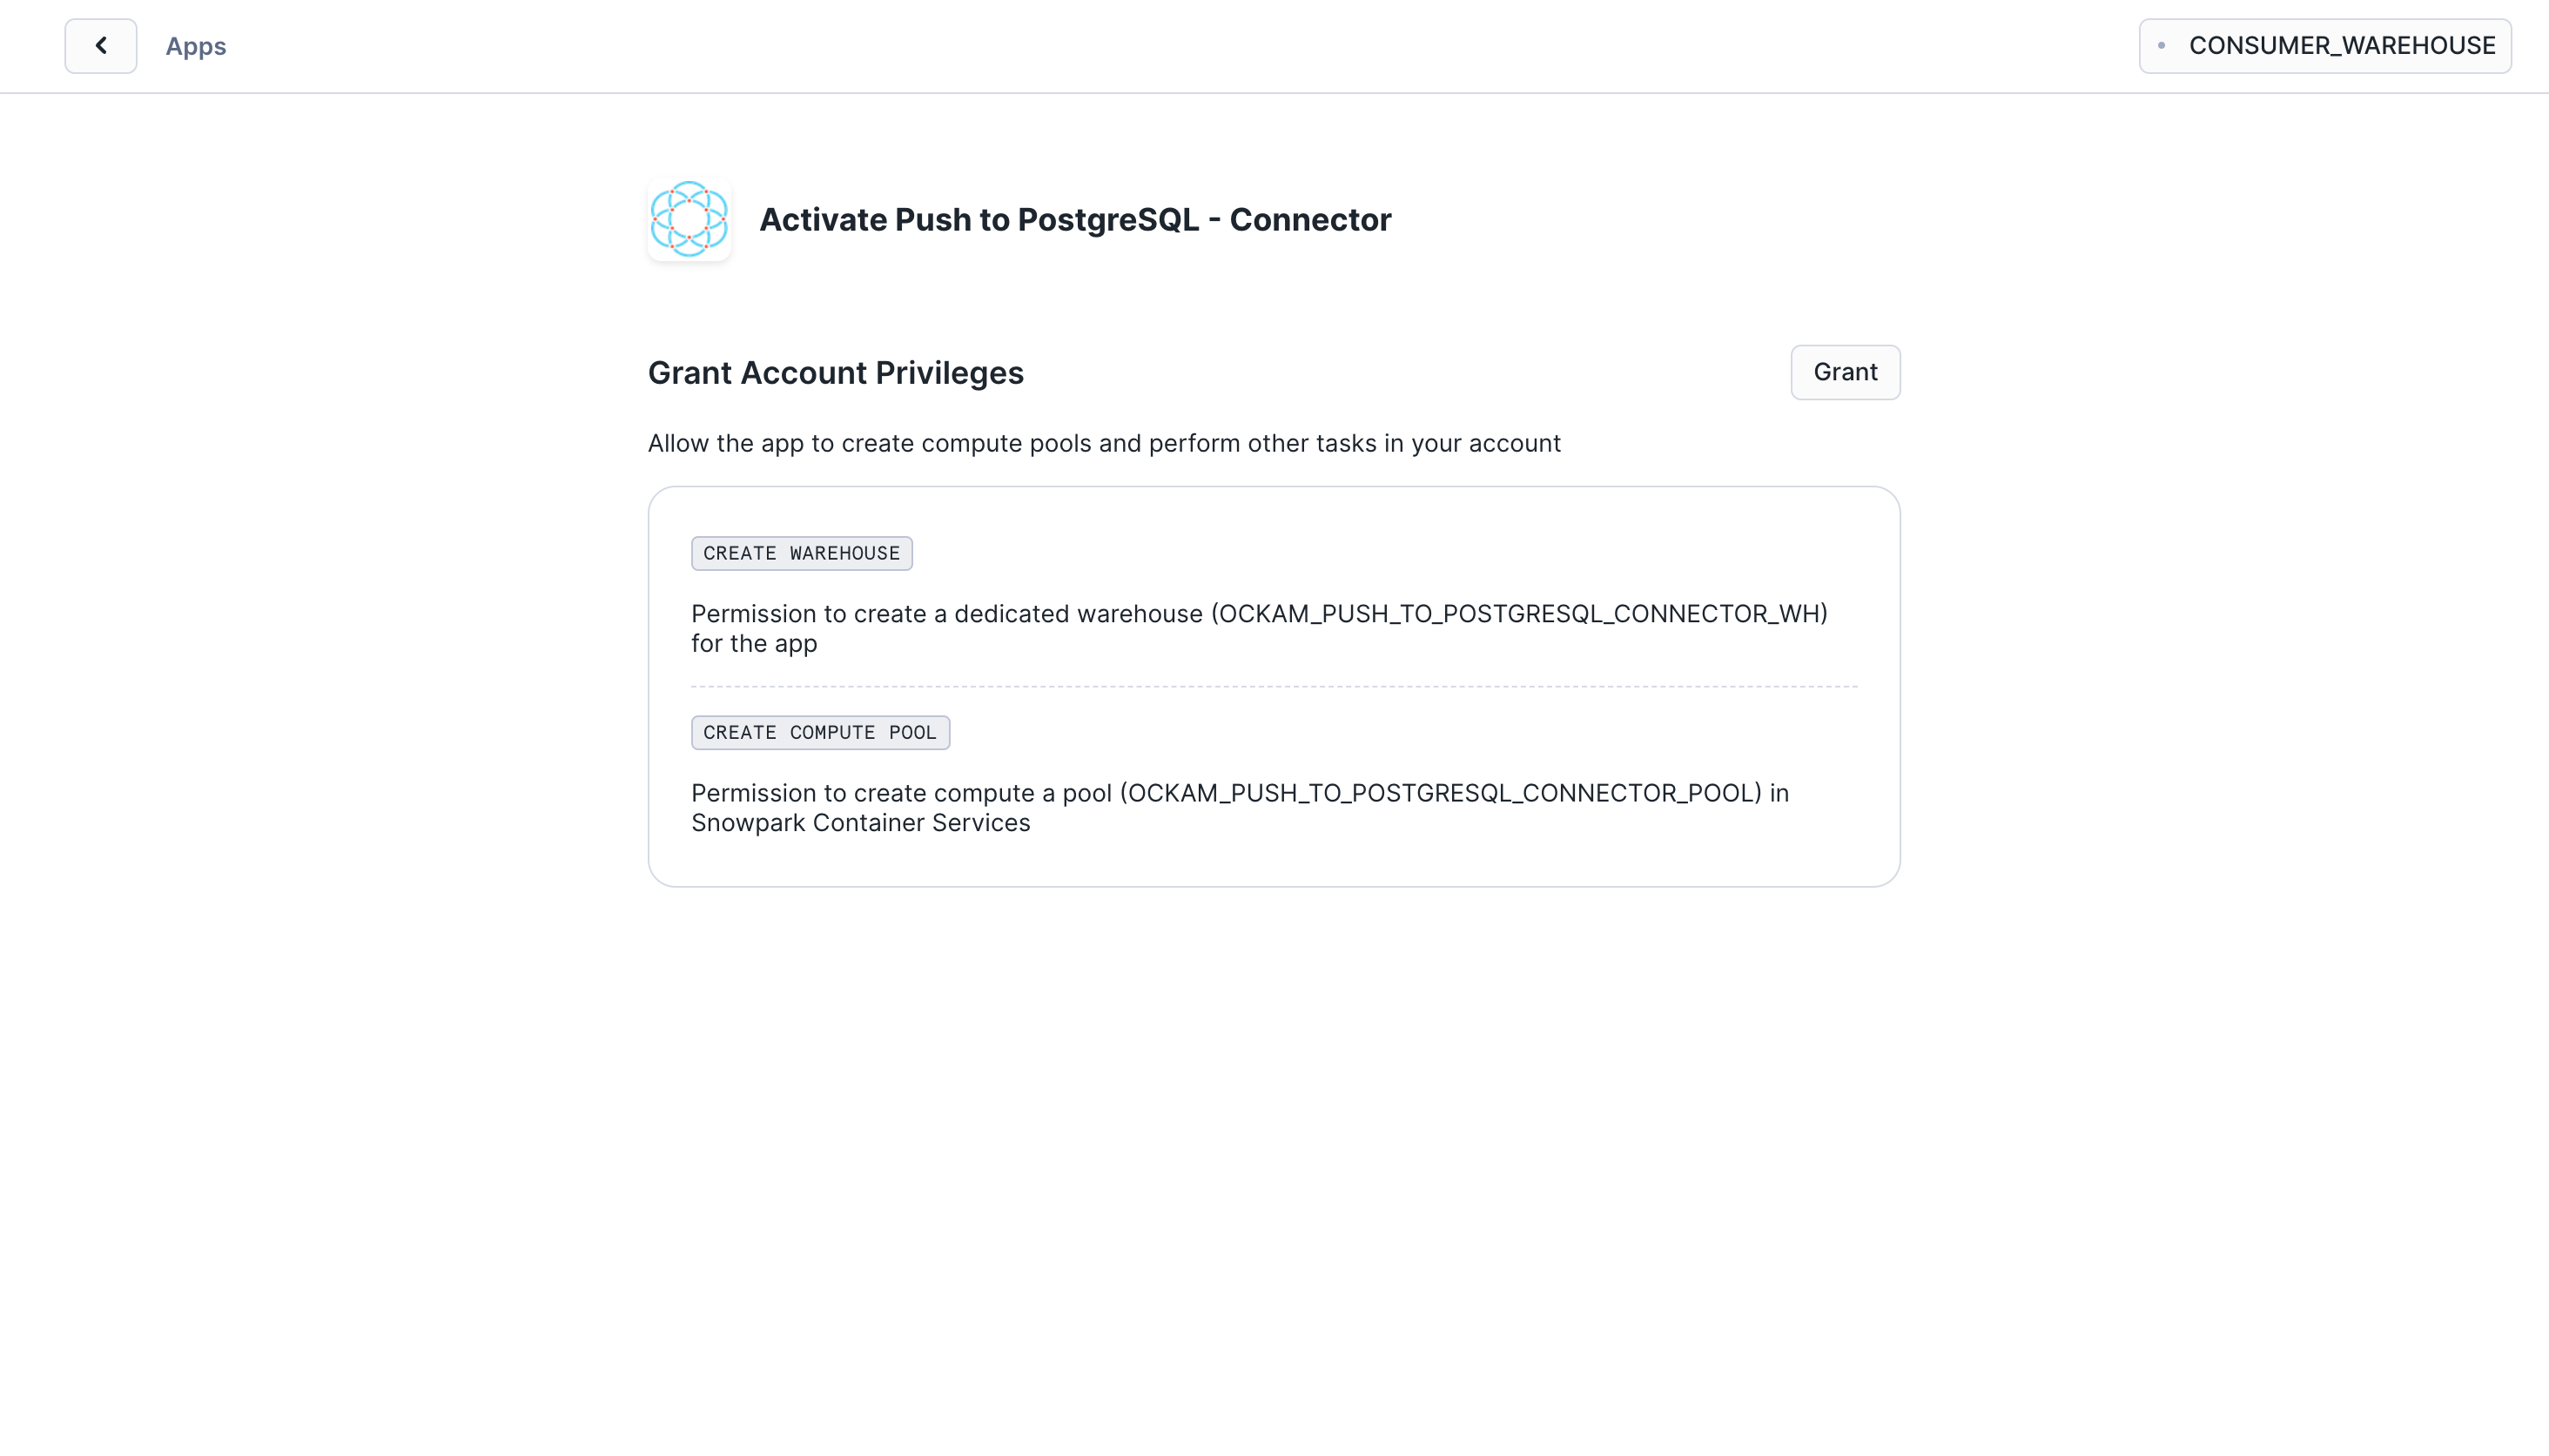 Apps
CONSUMER_WAREHOUSE
Activate Push to PostgreSQL - Connector
Grant Account Privileges
Grant
Allow the app to create compute pools and perform other tasks in your account
CREATE WAREHOUSE
Permission to create a dedicated warehouse (OCKAM_PUSH_TO_POSTGRESQL_CONNECTOR_WH)
for the app
CREATE COMPUTE POOL
Permission to create compute a pool (OCKAM_PUSH_TO_POSTGRESQL_CONNECTOR_POOL) in
Snowpark Container Services